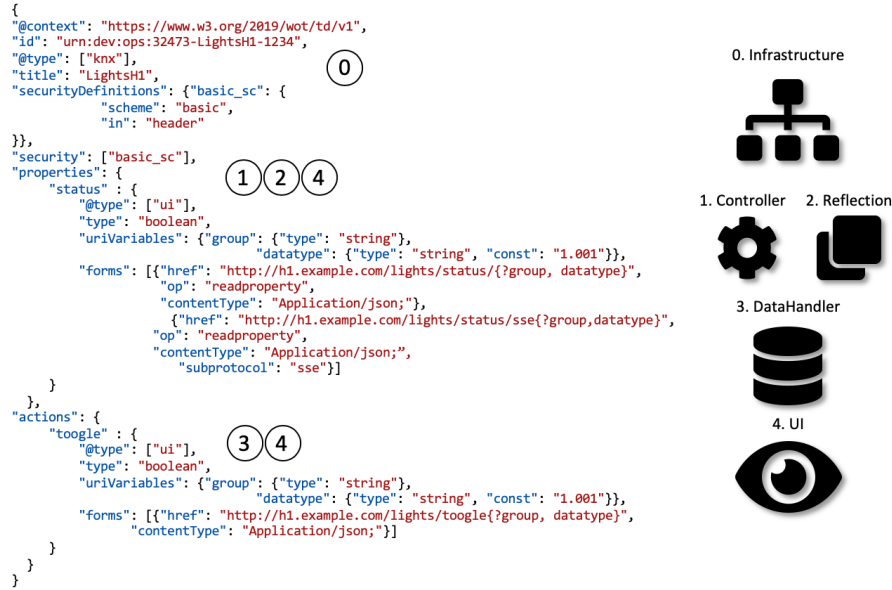 {
"@context": "https://www.w3.org/2019/wot/td/v1",
"id": "urn:dev:ops:32473-LightsH1-1234",
"@type": ["knx"],
"title": "LightsH1",
"securityDefinitions": {"basic_sc": {
"scheme": "basic",
"in": "header"
}},
"security": ["basic_sc"],
"properties": {
"status" : {
"@type": ["ui"],
"type": "boolean",
"uriVariables": {"group": {"type": "string"},
"datatype": {"type": "string", "const": "1.001"}},
"forms": [{"href": "http://h1.example.com/lights/status/{?group, datatype}",
"op": "readproperty",
"contentType": "Application/json;"},
{"href": "http://h1.example.com/lights/status/sse{?group,datatype}",
"op": "readproperty",
"contentType": "Application/json;”,
"subprotocol": "sse"}]
}
},
"actions": {
"toogle" : {
"@type": ["ui"],
"type": "boolean",
"uriVariables": {"group": {"type": "string"},
"datatype": {"type": "string", "const": "1.001"}},
"forms": [{"href": "http://h1.example.com/lights/toogle{?group, datatype}",
"contentType": "Application/json;"}]
}
}
}
0
1 2 4
3 4
0. Infrastructure
1. Controller
2. Reflection
3. DataHandler
4. UI